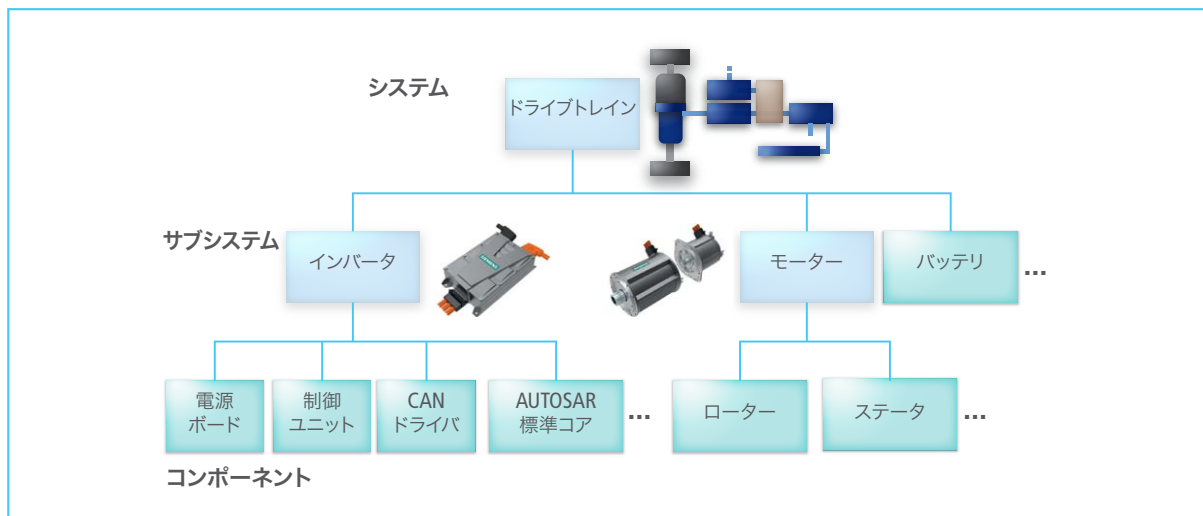 システム
ドライブトレイン
サブシステム
インバータ
モーター
バッテリ
...
電源
ボード
制御
ユニット
CAN
ドライバ
AUTOSAR
標準コア
...
ローター
ステータ
...
コンポーネント